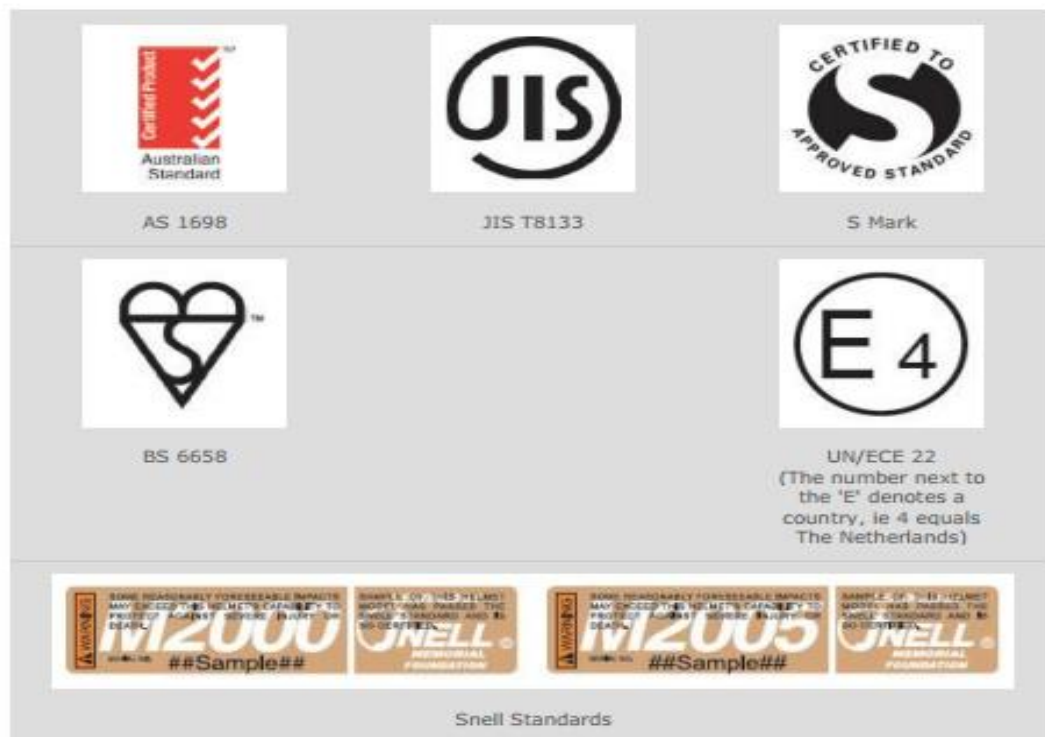 Certified Product
TM
Australian
Standard
AS 1698
JIS
JIS T8133
CERTIFIED TO
S
APPROVED STANDARD
S Mark
S
TM
BS 6658
E 4
UN/ECE 22
(The number next to
the 'E' denotes a
country, ie 4 equals
The Netherlands)
WARNING
SOME REASONABLY FORESEEABLE IMPACTS
MAY EXCEED THIS HELMET'S CAPABILITY TO
PROTECT AGAINST SEVERE INJURY OR
DEATH.
M2000
##Sample##
SAMPLE OF THIS HELMET
MODEL HAS PASSED THE
SNELL STANDARD AND IS
SO CERTIFIED.
SNELL ®
MEMORIAL
FOUNDATION
WARNING
SOME REASONABLY FORESEEABLE IMPACTS
MAY EXCEED THIS HELMET'S CAPABILITY TO
PROTECT AGAINST SEVERE INJURY OR
DEATH.
M2005
##Sample##
SAMPLE OF THIS HELMET
MODEL HAS PASSED THE
SNELL STANDARD AND IS
SO CERTIFIED.
SNELL ®
MEMORIAL
FOUNDATION
Snell Standards